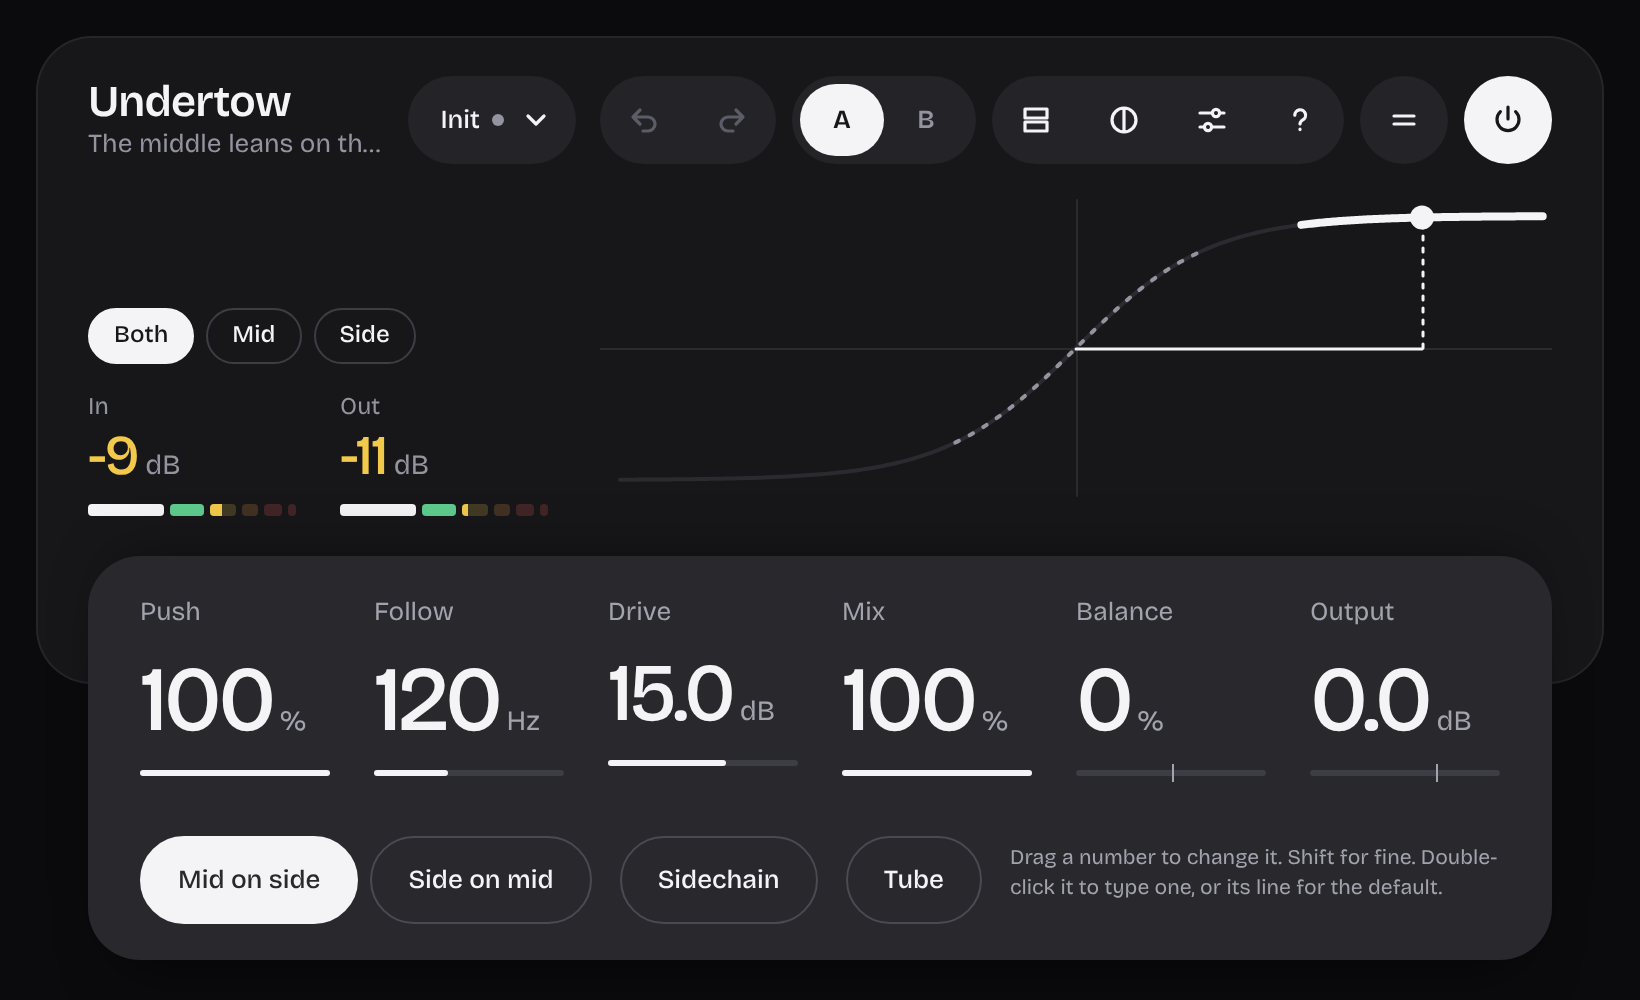 Undertow
The middle leans on th...
Init
A
B
?
Both
Mid
Side
In
Out
-9 dB
-11 dB
Push
Follow
Drive
Mix
Balance
Output
100 %
120 Hz
15.0 dB
100 %
0 %
0.0 dB
Mid on side
Side on mid
Sidechain
Tube
Drag a number to change it. Shift for fine. Double-
click it to type one, or its line for the default.